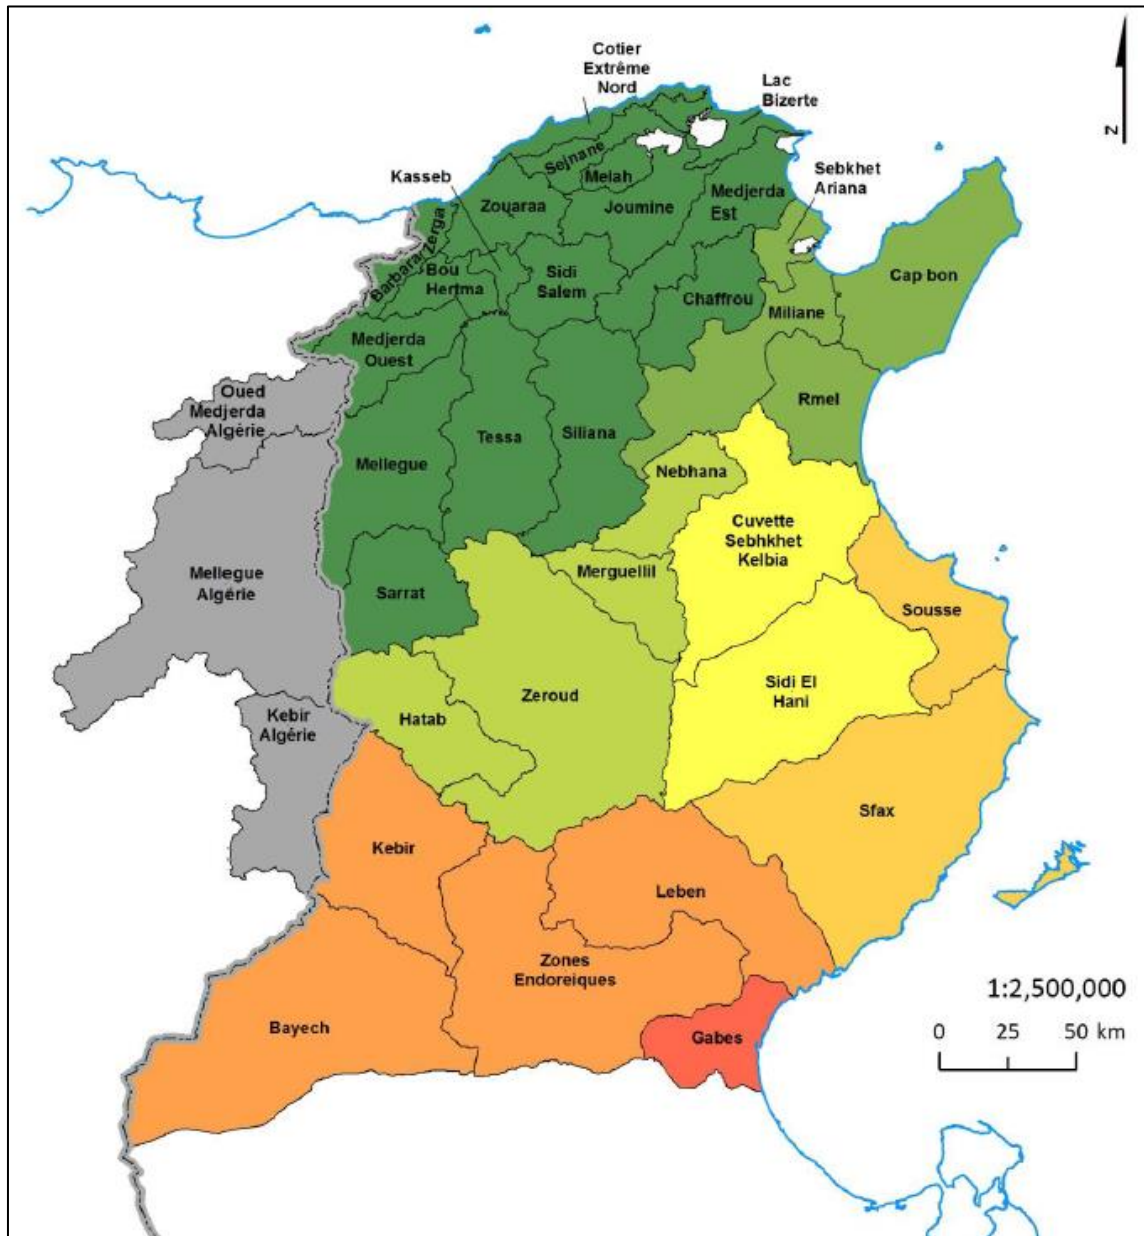 Cotier
Extrême
Nord
Lac
Bizerte
N
Kasseb
Sejnane
Melah
Sebkhet
Ariana
Zouaraa
Joumine
Medjerda
Est
Barbara/Zerga
Bou
Hertma
Sidi
Salem
Cap bon
Chaffrou
Miliane
Medjerda
Ouest
Oued
Medjerda
Algérie
Rmel
Tessa
Siliana
Mellegue
Nebhana
Cuvette
Sebhkhet
Kelbia
Mellegue
Algérie
Merguellil
Sarrat
Sousse
Sidi El
Hani
Zeroud
Hatab
Kebir
Algérie
Sfax
Kebir
Leben
Zones
Endoreiques
Bayech
Gabes
1:2,500,000
0 25 50 km